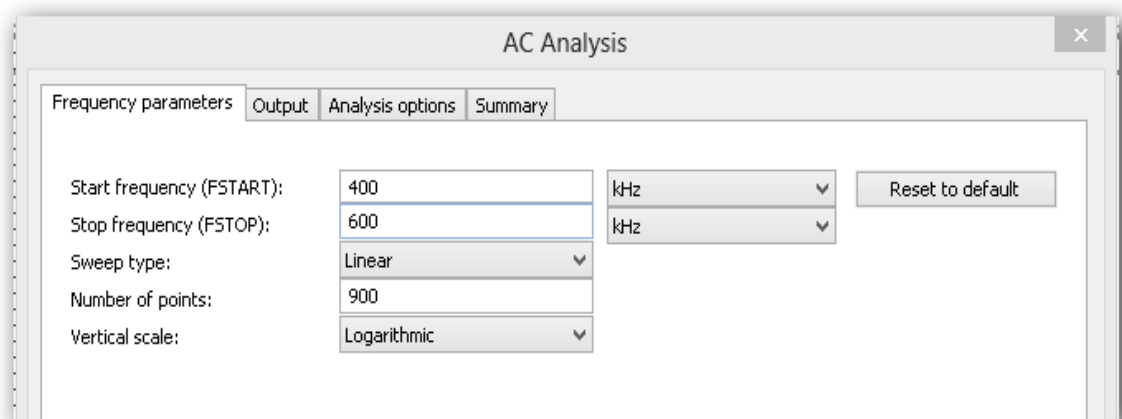 AC Analysis
Frequency parameters Output Analysis options Summary
Start frequency (FSTART): 400 kHz Reset to default
Stop frequency (FSTOP): 600 kHz
Sweep type: Linear
Number of points: 900
Vertical scale: Logarithmic